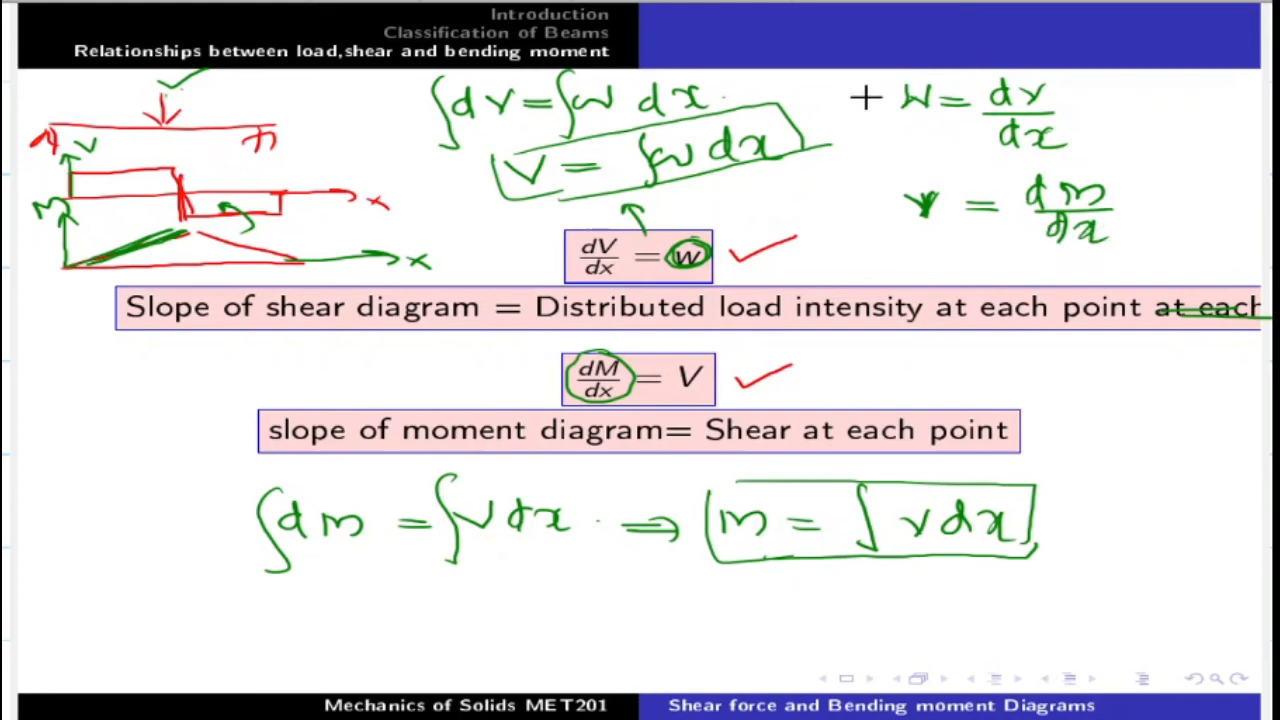 Introduction
Classification of Beams
Relationships between load,shear and bending moment
∫dV = ∫w dx
V = ∫w dx
+ w = dV/dx
V = dM/dx
V
x
M
x
dV/dx = w
Slope of shear diagram = Distributed load intensity at each point at each
dM/dx = V
slope of moment diagram= Shear at each point
∫dM = ∫V dx ⇒ M = ∫V dx
Mechanics of Solids MET201
Shear force and Bending moment Diagrams